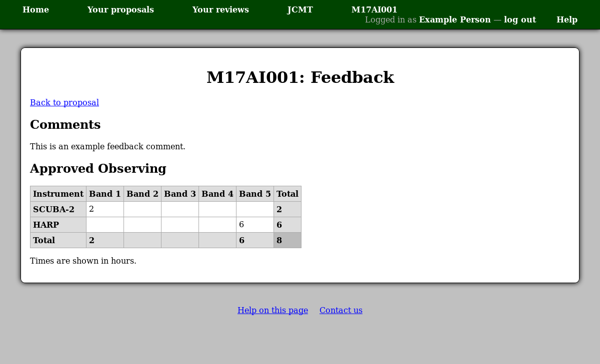 Home Your proposals Your reviews JCMT M17AI001
Logged in as Example Person — log out Help
M17AI001: Feedback
Back to proposal
Comments
This is an example feedback comment.
Approved Observing
Instrument Band 1 Band 2 Band 3 Band 4 Band 5 Total
SCUBA-2 2 2
HARP 6 6
Total 2 6 8
Times are shown in hours.
Help on this page Contact us